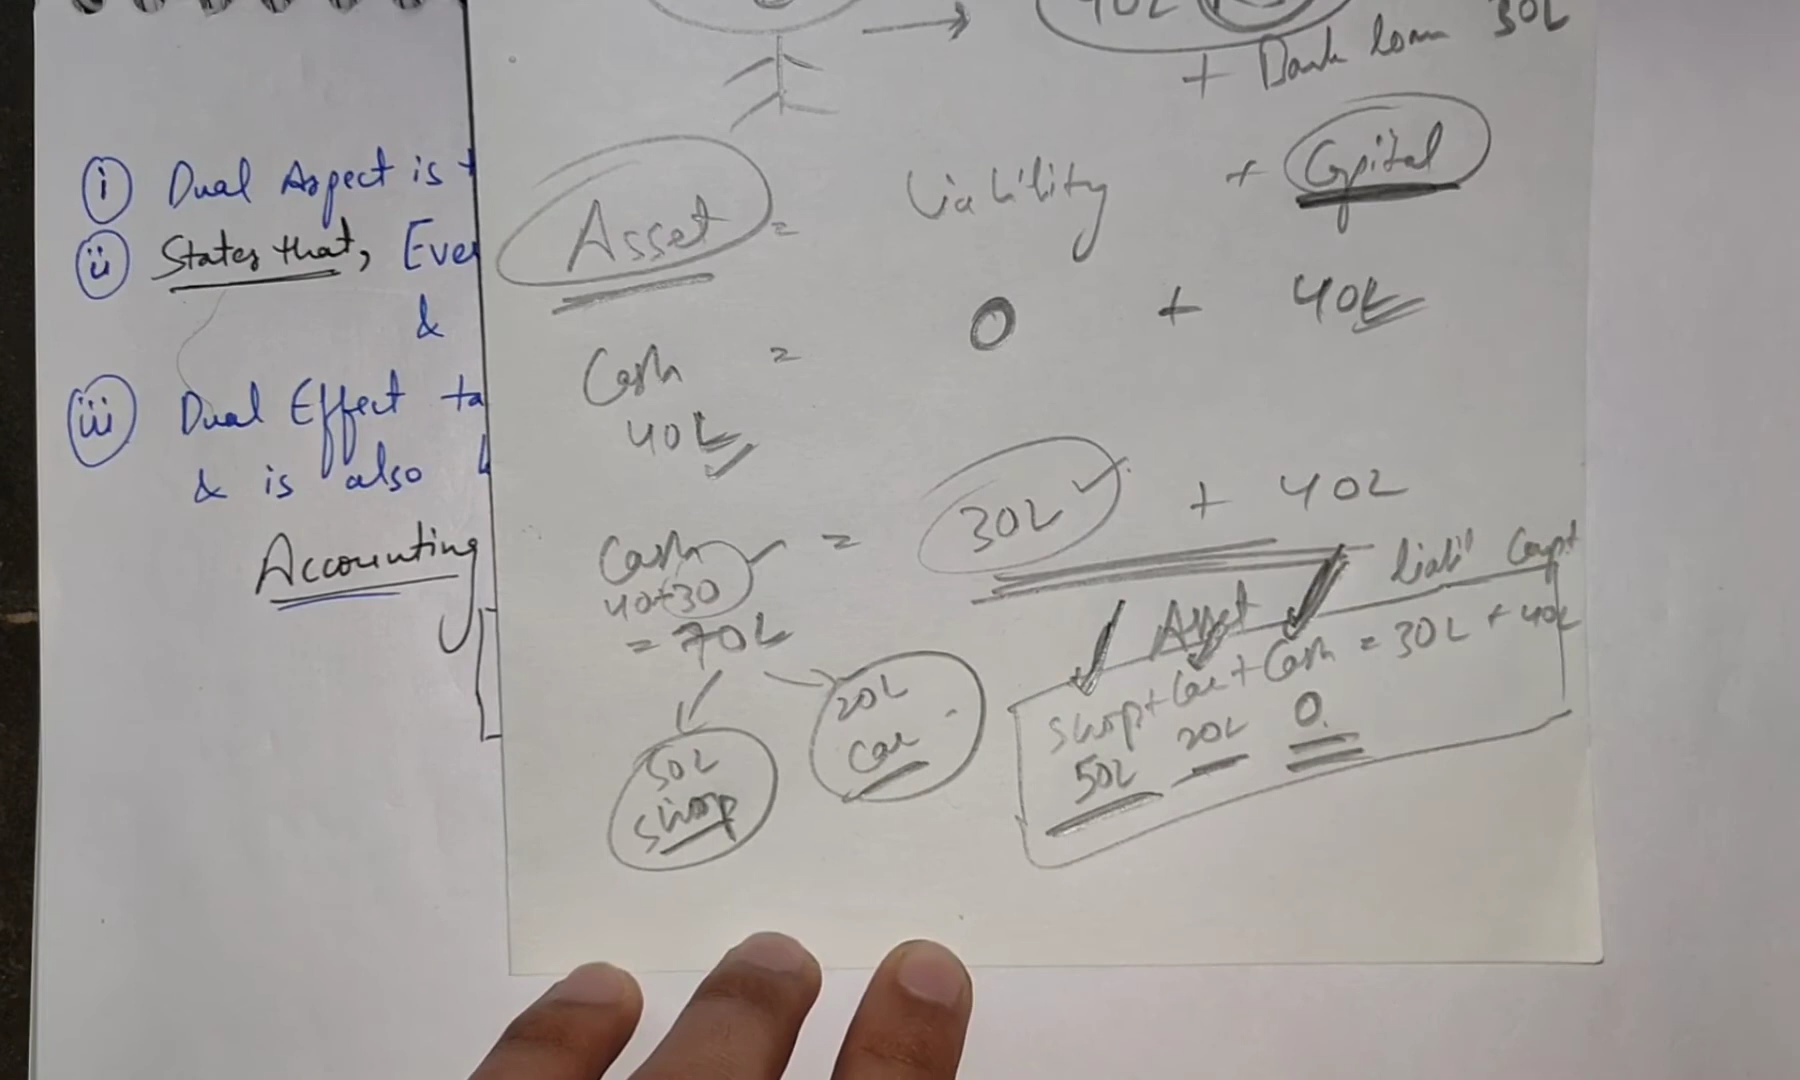 40L
+ Bank loan 30L
(i) Dual Aspect is t
(ii) States that, [Eve
&
(iii) Dual Effect ta
& is also
Accounting
Asset = Liability + Capital
Cash = 0 + 40L
40L
Cash = 30L + 40L
40+30
= 70L
50L
shop
20L
Car
Asset Liabi Capt
Shop + Car + Cash = 30L + 40L
50L 20L 0